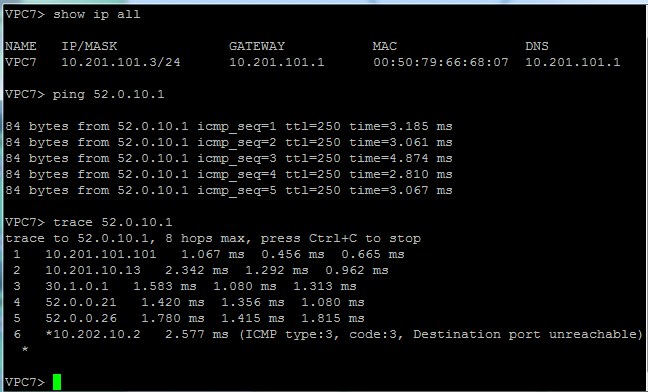 VPC7> show ip all
NAME IP/MASK GATEWAY MAC DNS
VPC7 10.201.101.3/24 10.201.101.1 00:50:79:66:68:07 10.201.101.1
VPC7> ping 52.0.10.1
84 bytes from 52.0.10.1 icmp_seq=1 ttl=250 time=3.185 ms
84 bytes from 52.0.10.1 icmp_seq=2 ttl=250 time=3.061 ms
84 bytes from 52.0.10.1 icmp_seq=3 ttl=250 time=4.874 ms
84 bytes from 52.0.10.1 icmp_seq=4 ttl=250 time=2.810 ms
84 bytes from 52.0.10.1 icmp_seq=5 ttl=250 time=3.067 ms
VPC7> trace 52.0.10.1
trace to 52.0.10.1, 8 hops max, press Ctrl+C to stop
1 10.201.101.101 1.067 ms 0.456 ms 0.665 ms
2 10.201.10.13 2.342 ms 1.292 ms 0.962 ms
3 30.1.0.1 1.583 ms 1.080 ms 1.313 ms
4 52.0.0.21 1.420 ms 1.356 ms 1.080 ms
5 52.0.0.26 1.780 ms 1.415 ms 1.815 ms
6 *10.202.10.2 2.577 ms (ICMP type:3, code:3, Destination port unreachable)
*
VPC7>